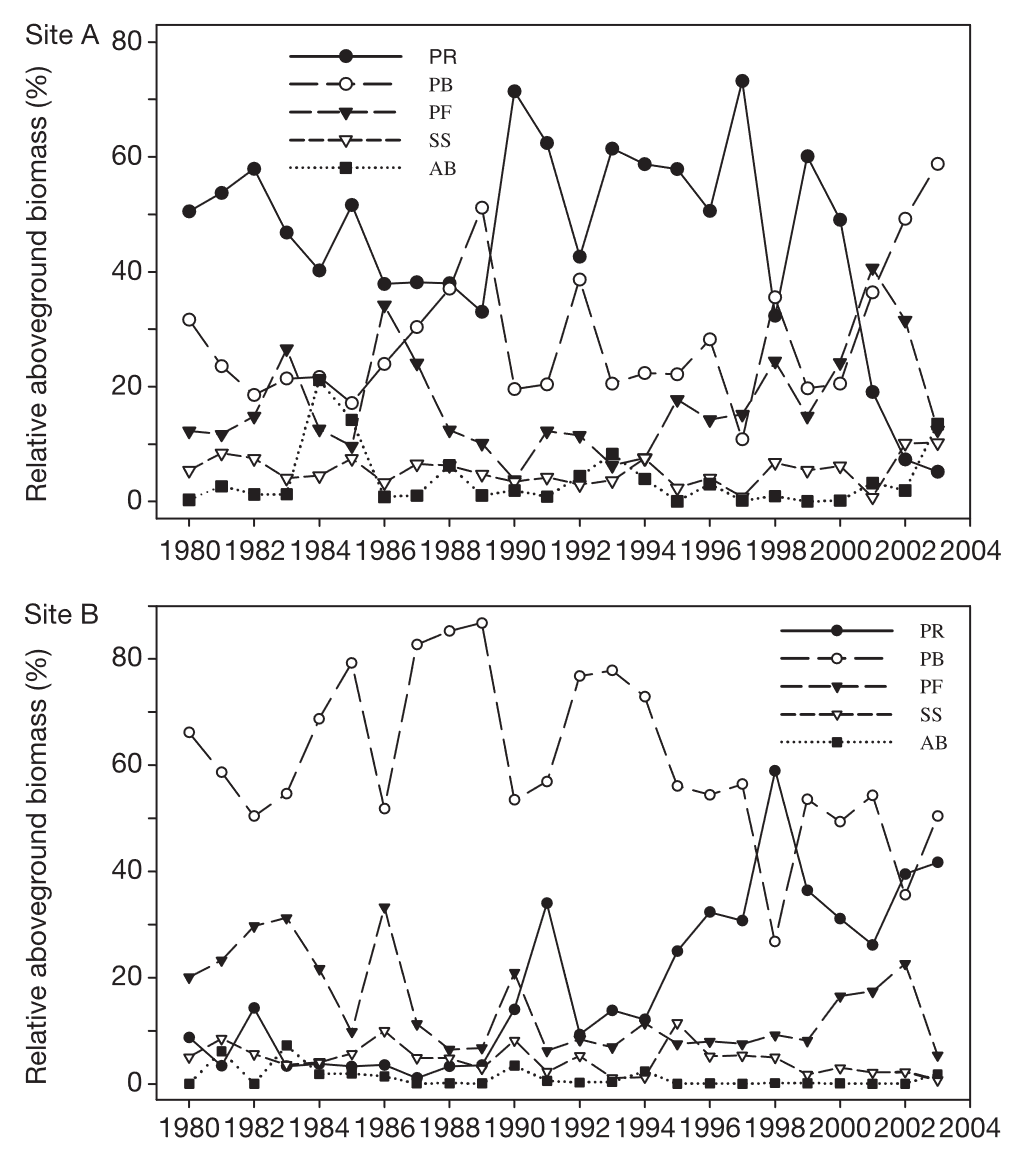 Site A
Relative aboveground biomass (%)
80
60
40
20
0
PR
PB
PF
SS
AB
1980 1982 1984 1986 1988 1990 1992 1994 1996 1998 2000 2002 2004
Site B
Relative aboveground biomass (%)
80
60
40
20
0
PR
PB
PF
SS
AB
1980 1982 1984 1986 1988 1990 1992 1994 1996 1998 2000 2002 2004